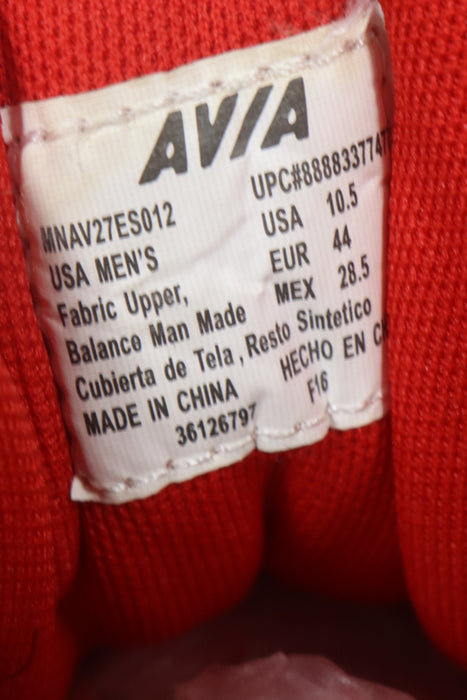 AVIA
MNAV27ES012 UPC#888833774
USA MEN'S USA 10.5
EUR 44
Fabric Upper, MEX 28.5
Balance Man Made
Cubierta de Tela, Resto Sintetico
MADE IN CHINA HECHO EN
36126797 F16